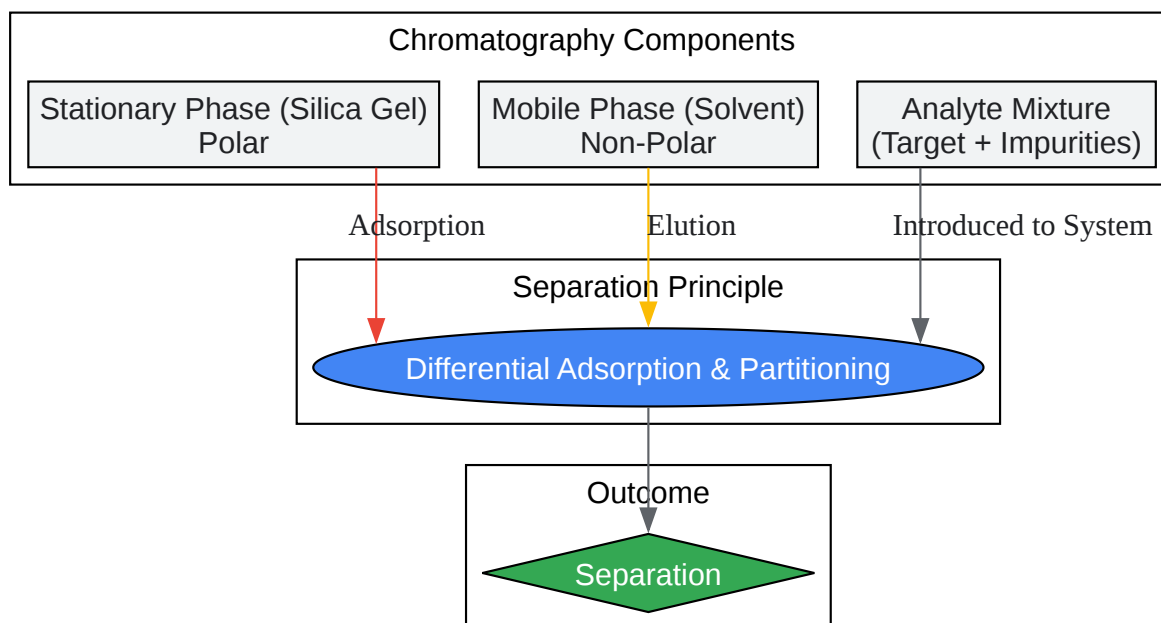 Chromatography Components
Stationary Phase (Silica Gel)
Polar
Mobile Phase (Solvent)
Non-Polar
Analyte Mixture
(Target + Impurities)
Adsorption
Elution
Introduced to System
Separation Principle
Differential Adsorption & Partitioning
Outcome
Separation